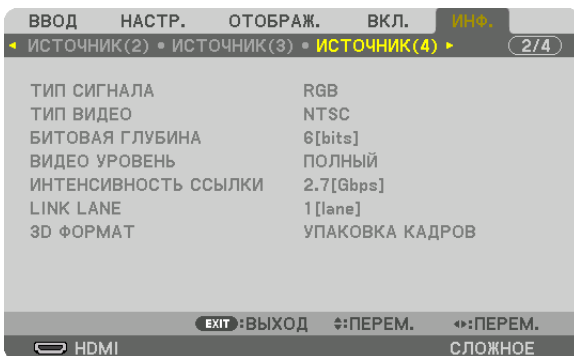 ВВОД НАСТР. ОТОБРАЖ. ВКЛ. ИНФ.
ИСТОЧНИК(2) • ИСТОЧНИК(3) • ИСТОЧНИК(4) 2/4
ТИП СИГНАЛА RGB
ТИП ВИДЕО NTSC
БИТОВАЯ ГЛУБИНА 6[bits]
ВИДЕО УРОВЕНЬ ПОЛНЫЙ
ИНТЕНСИВНОСТЬ ССЫЛКИ 2.7[Gbps]
LINK LANE 1[lane]
3D ФОРМАТ УПАКОВКА КАДРОВ
EXIT:ВЫХОД :ПЕРЕМ. :ПЕРЕМ.
HDMI СЛОЖНОЕ